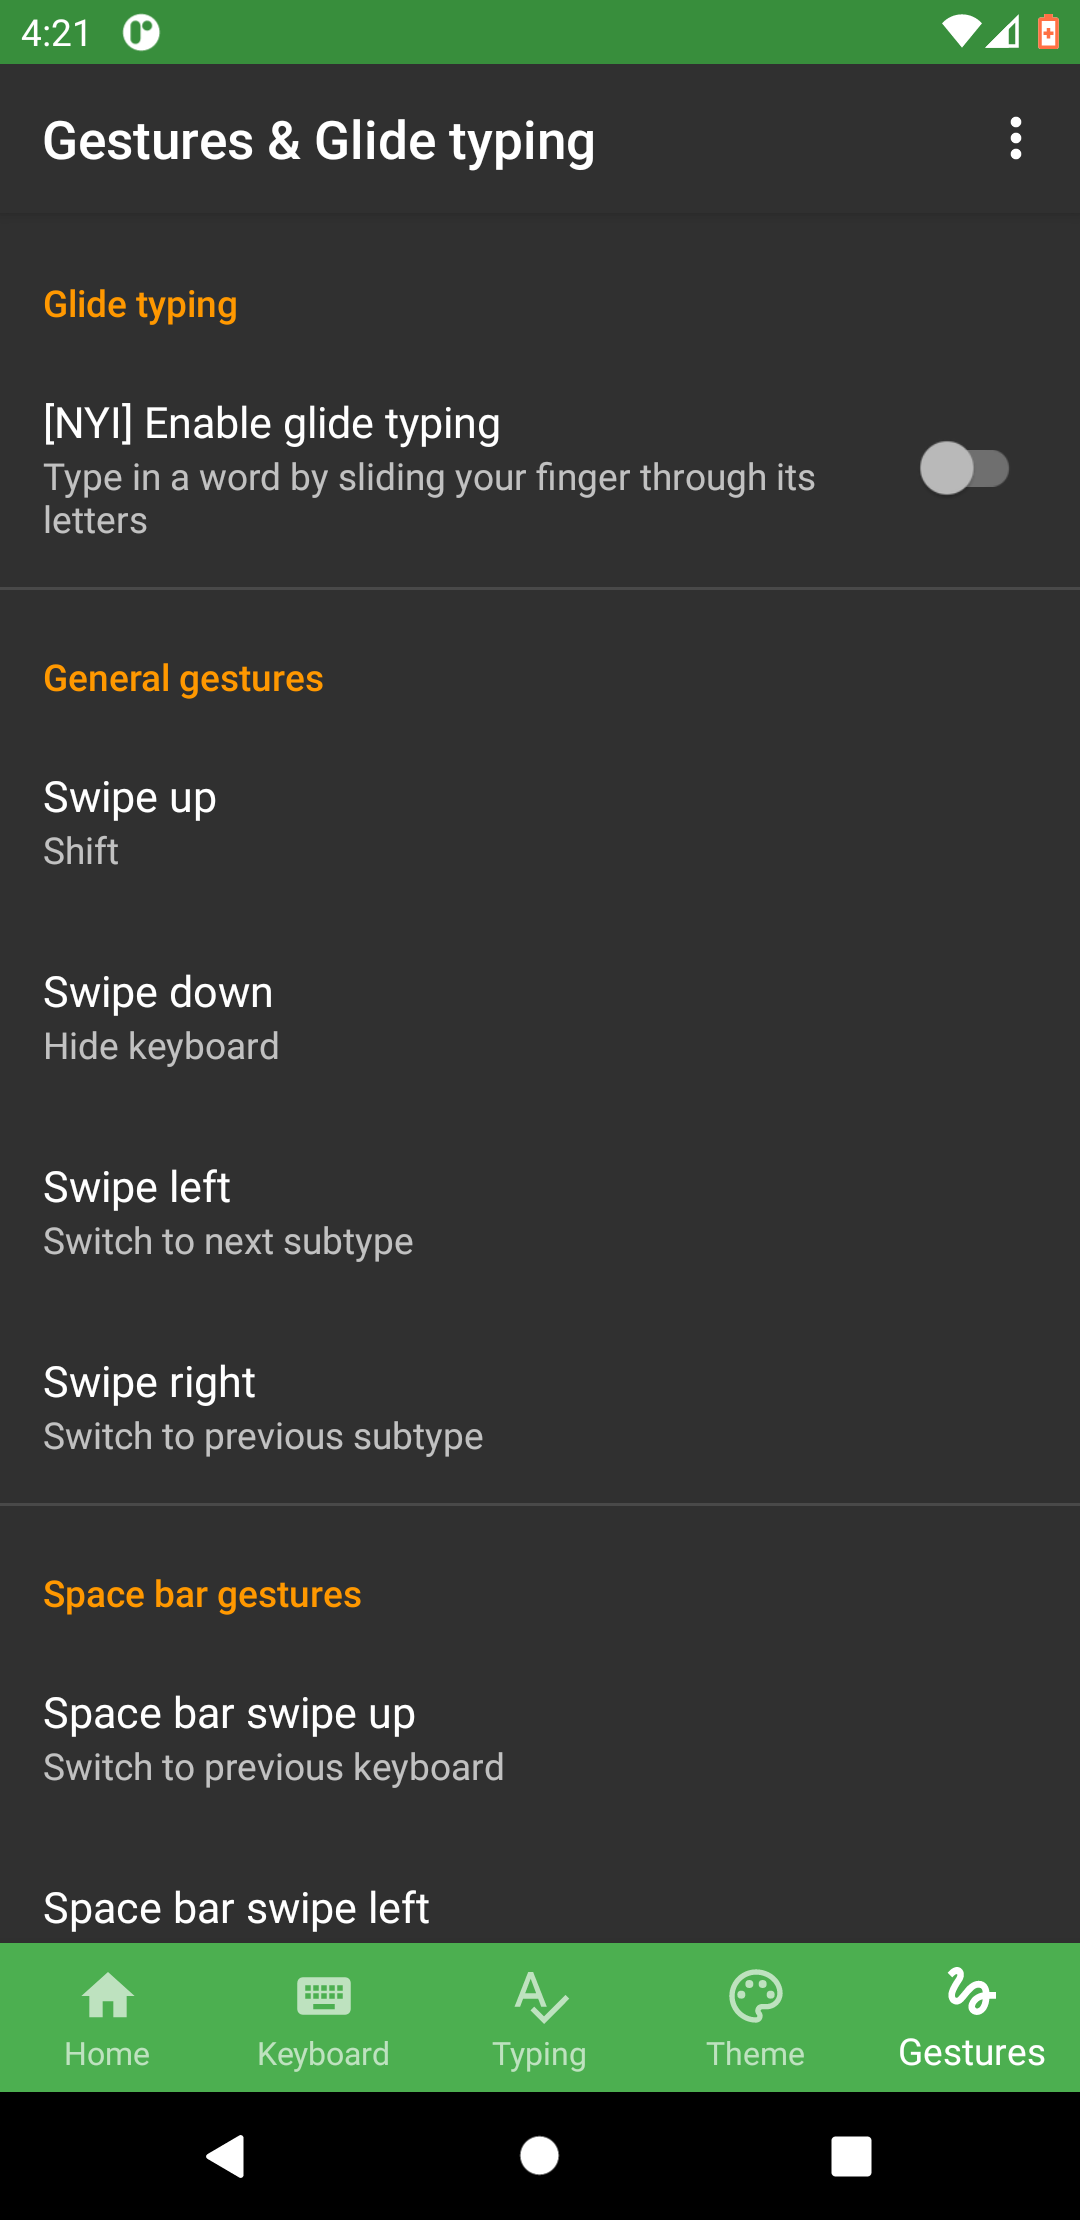 4:21
Gestures & Glide typing
Glide typing
[NYI] Enable glide typing
Type in a word by sliding your finger through its
letters
General gestures
Swipe up
Shift
Swipe down
Hide keyboard
Swipe left
Switch to next subtype
Swipe right
Switch to previous subtype
Space bar gestures
Space bar swipe up
Switch to previous keyboard
Space bar swipe left
Home
Keyboard
Typing
Theme
Gestures